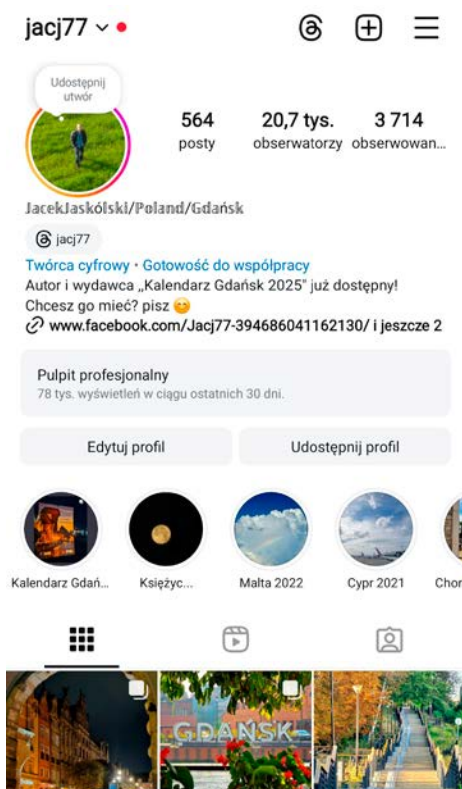 jacj77
Udostępnij
utwór
564 20,7 tys. 3 714
posty obserwatorzy obserwowan...
JacekJaskólski/Poland/Gdańsk
jacj77
Twórca cyfrowy · Gotowość do współpracy
Autor i wydawca „Kalendarz Gdańsk 2025" już dostępny!
Chcesz go mieć? pisz 😊
www.facebook.com/Jacj77-394686041162130/ i jeszcze 2
Pulpit profesjonalny
78 tys. wyświetleń w ciągu ostatnich 30 dni.
Edytuj profil Udostępnij profil
Kalendarz Gdań... Księżyc... Malta 2022 Cypr 2021 Chor
GDAŃSK